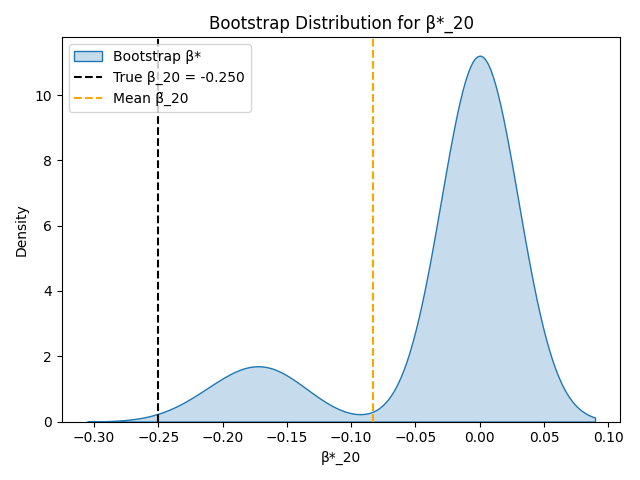 Bootstrap Distribution for β*_20
Bootstrap β*
True β_20 = -0.250
Mean β_20
Density
10
8
6
4
2
0
−0.30 −0.25 −0.20 −0.15 −0.10 −0.05 0.00 0.05 0.10
β*_20